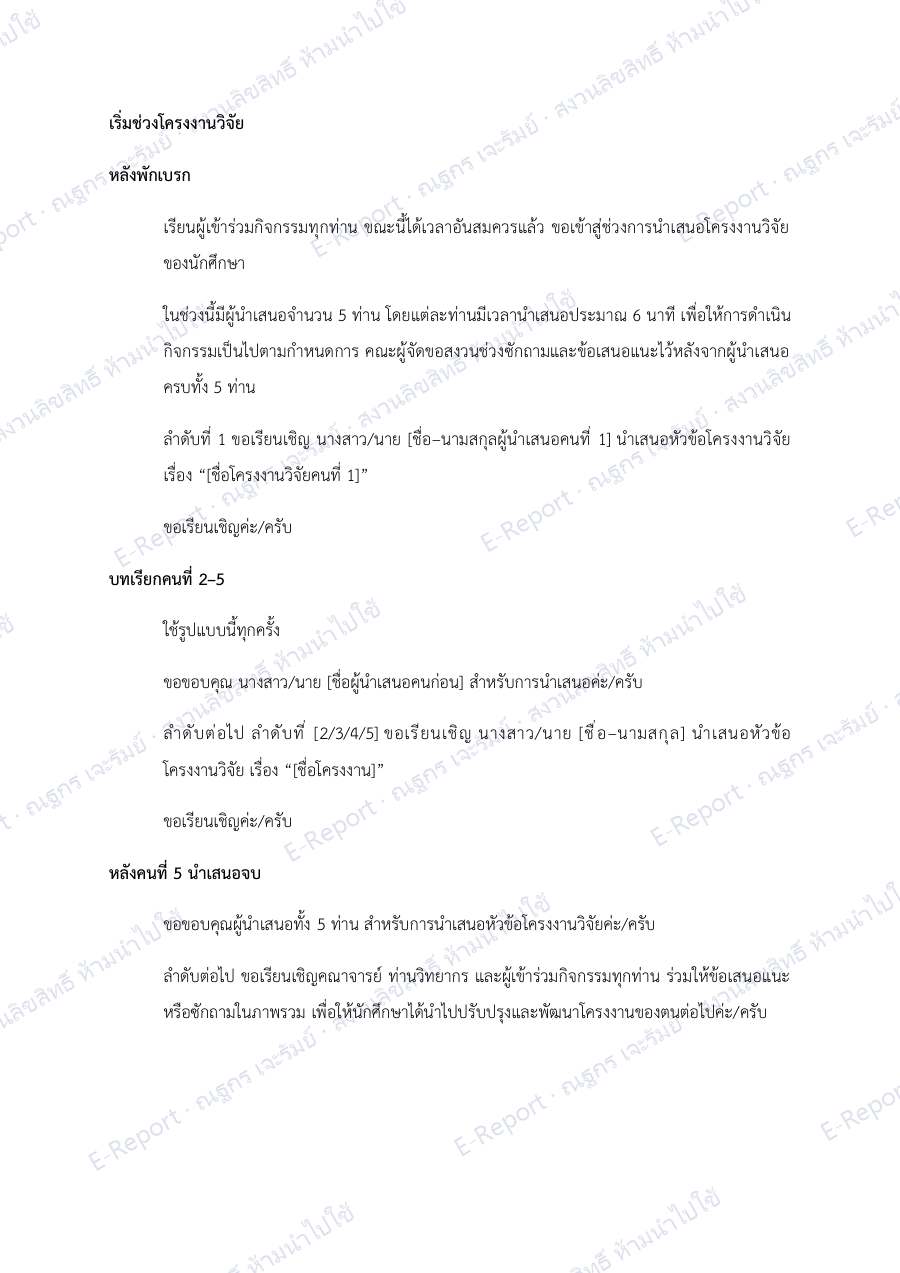 เริ่มช่วงโครงงานวิจัย
หลังพักเบรก
เรียนผู้เข้าร่วมกิจกรรมทุกท่าน ขณะนี้ได้เวลาอันสมควรแล้ว ขอเข้าสู่ช่วงการนำเสนอโครงงานวิจัย
ของนักศึกษา
ในช่วงนี้มีผู้นำเสนอจำนวน 5 ท่าน โดยแต่ละท่านมีเวลานำเสนอประมาณ 6 นาที เพื่อให้การดำเนิน
กิจกรรมเป็นไปตามกำหนดการ คณะผู้จัดขอสงวนช่วงซักถามและข้อเสนอแนะไว้หลังจากผู้นำเสนอ
ครบทั้ง 5 ท่าน
ลำดับที่ 1 ขอเรียนเชิญ นางสาว/นาย [ชื่อ–นามสกุลผู้นำเสนอคนที่ 1] นำเสนอหัวข้อโครงงานวิจัย
เรื่อง “[ชื่อโครงงานวิจัยคนที่ 1]”
ขอเรียนเชิญค่ะ/ครับ
บทเรียกคนที่ 2–5
ใช้รูปแบบนี้ทุกครั้ง
ขอขอบคุณ นางสาว/นาย [ชื่อผู้นำเสนอคนก่อน] สำหรับการนำเสนอค่ะ/ครับ
ลำดับต่อไป ลำดับที่ [2/3/4/5] ขอเรียนเชิญ นางสาว/นาย [ชื่อ–นามสกุล] นำเสนอหัวข้อ
โครงงานวิจัย เรื่อง “[ชื่อโครงงาน]”
ขอเรียนเชิญค่ะ/ครับ
หลังคนที่ 5 นำเสนอจบ
ขอขอบคุณผู้นำเสนอทั้ง 5 ท่าน สำหรับการนำเสนอหัวข้อโครงงานวิจัยค่ะ/ครับ
ลำดับต่อไป ขอเรียนเชิญคณาจารย์ ท่านวิทยากร และผู้เข้าร่วมกิจกรรมทุกท่าน ร่วมให้ข้อเสนอแนะ
หรือซักถามในภาพรวม เพื่อให้นักศึกษาได้นำไปปรับปรุงและพัฒนาโครงงานของตนต่อไปค่ะ/ครับ
E-Report · ณฐกร เจะรัมย์ · สงวนลิขสิทธิ์ ห้ามนำไปใช้